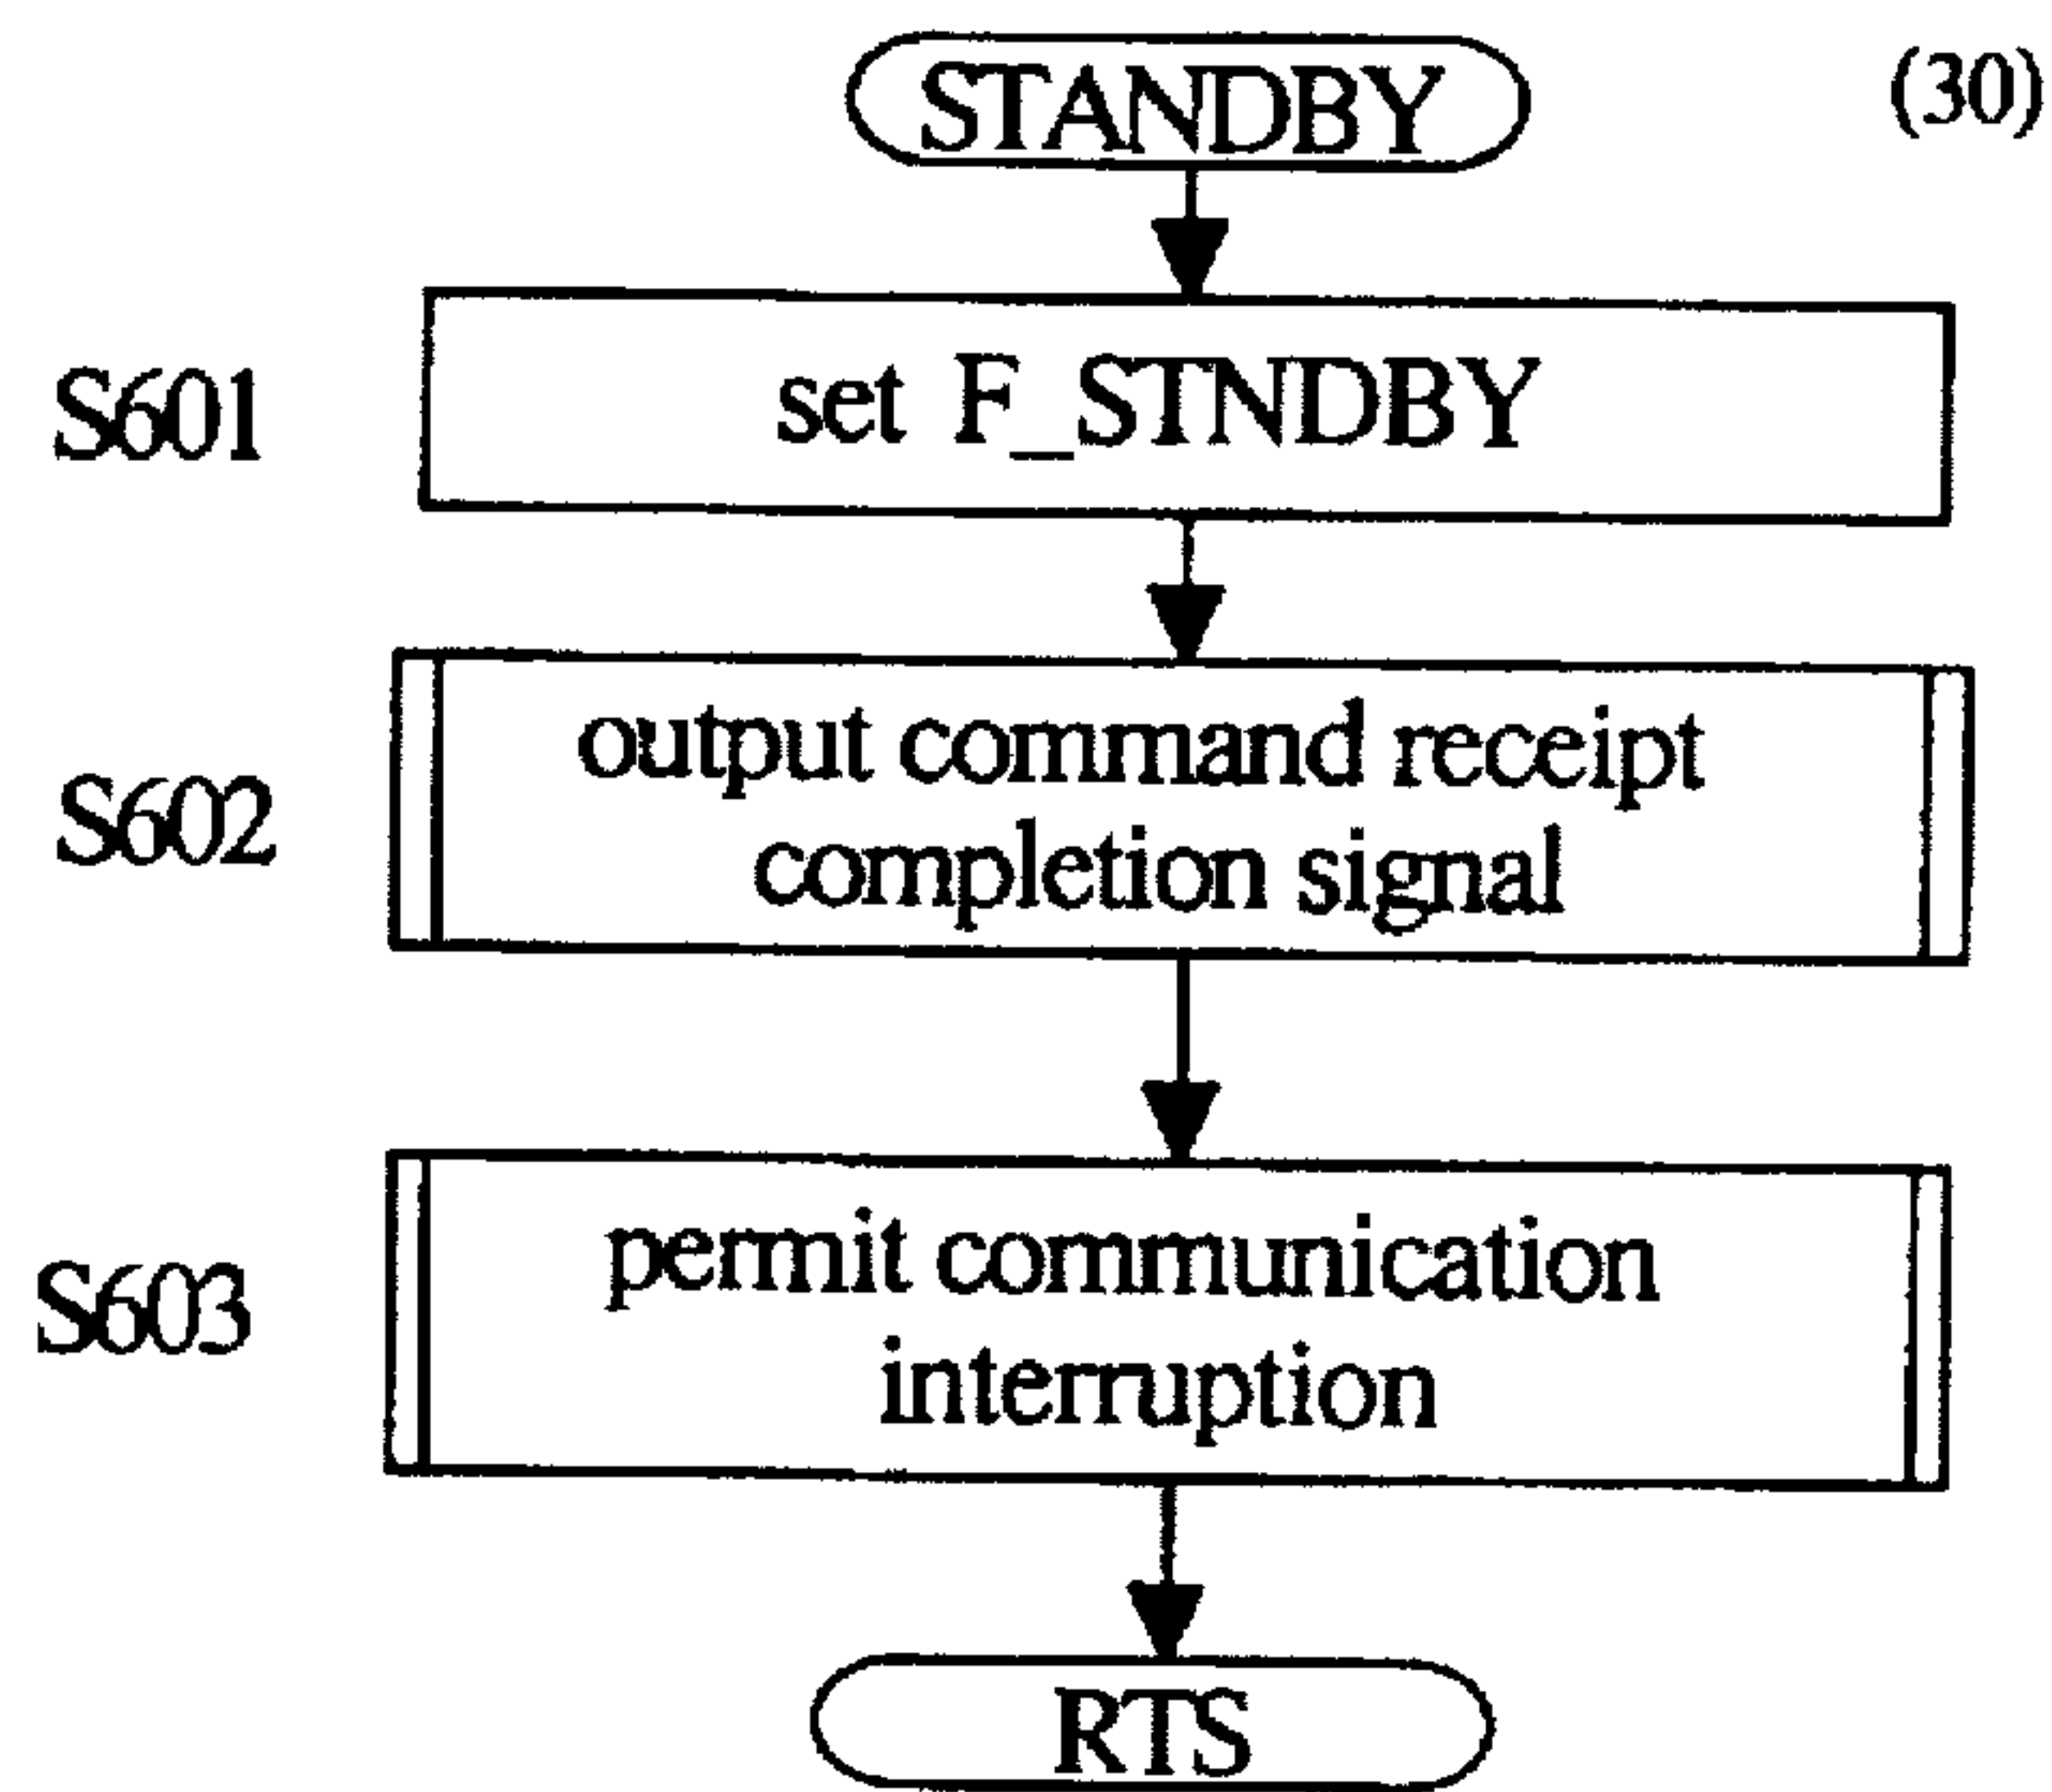 STANDBY
(30)
S601
set F_STNDBY
S602
output command receipt
completion signal
S603
permit communication
interruption
RTS